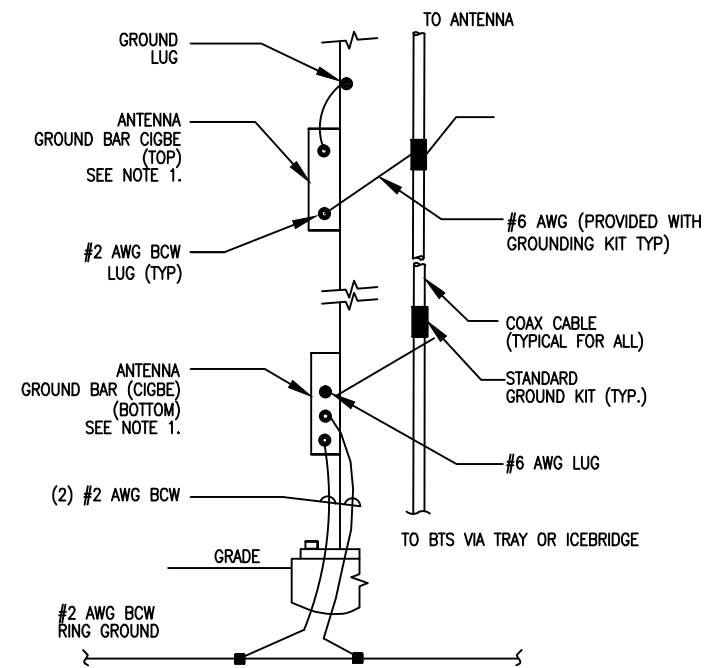 TO ANTENNA
GROUND
LUG
ANTENNA
GROUND BAR CIGBE
(TOP)
SEE NOTE 1.
#2 AWG BCW
LUG (TYP)
#6 AWG (PROVIDED WITH
GROUNDING KIT TYP)
COAX CABLE
(TYPICAL FOR ALL)
ANTENNA
GROUND BAR (CIGBE)
(BOTTOM)
SEE NOTE 1.
STANDARD
GROUND KIT (TYP.)
#6 AWG LUG
(2) #2 AWG BCW
TO BTS VIA TRAY OR ICEBRIDGE
GRADE
#2 AWG BCW
RING GROUND